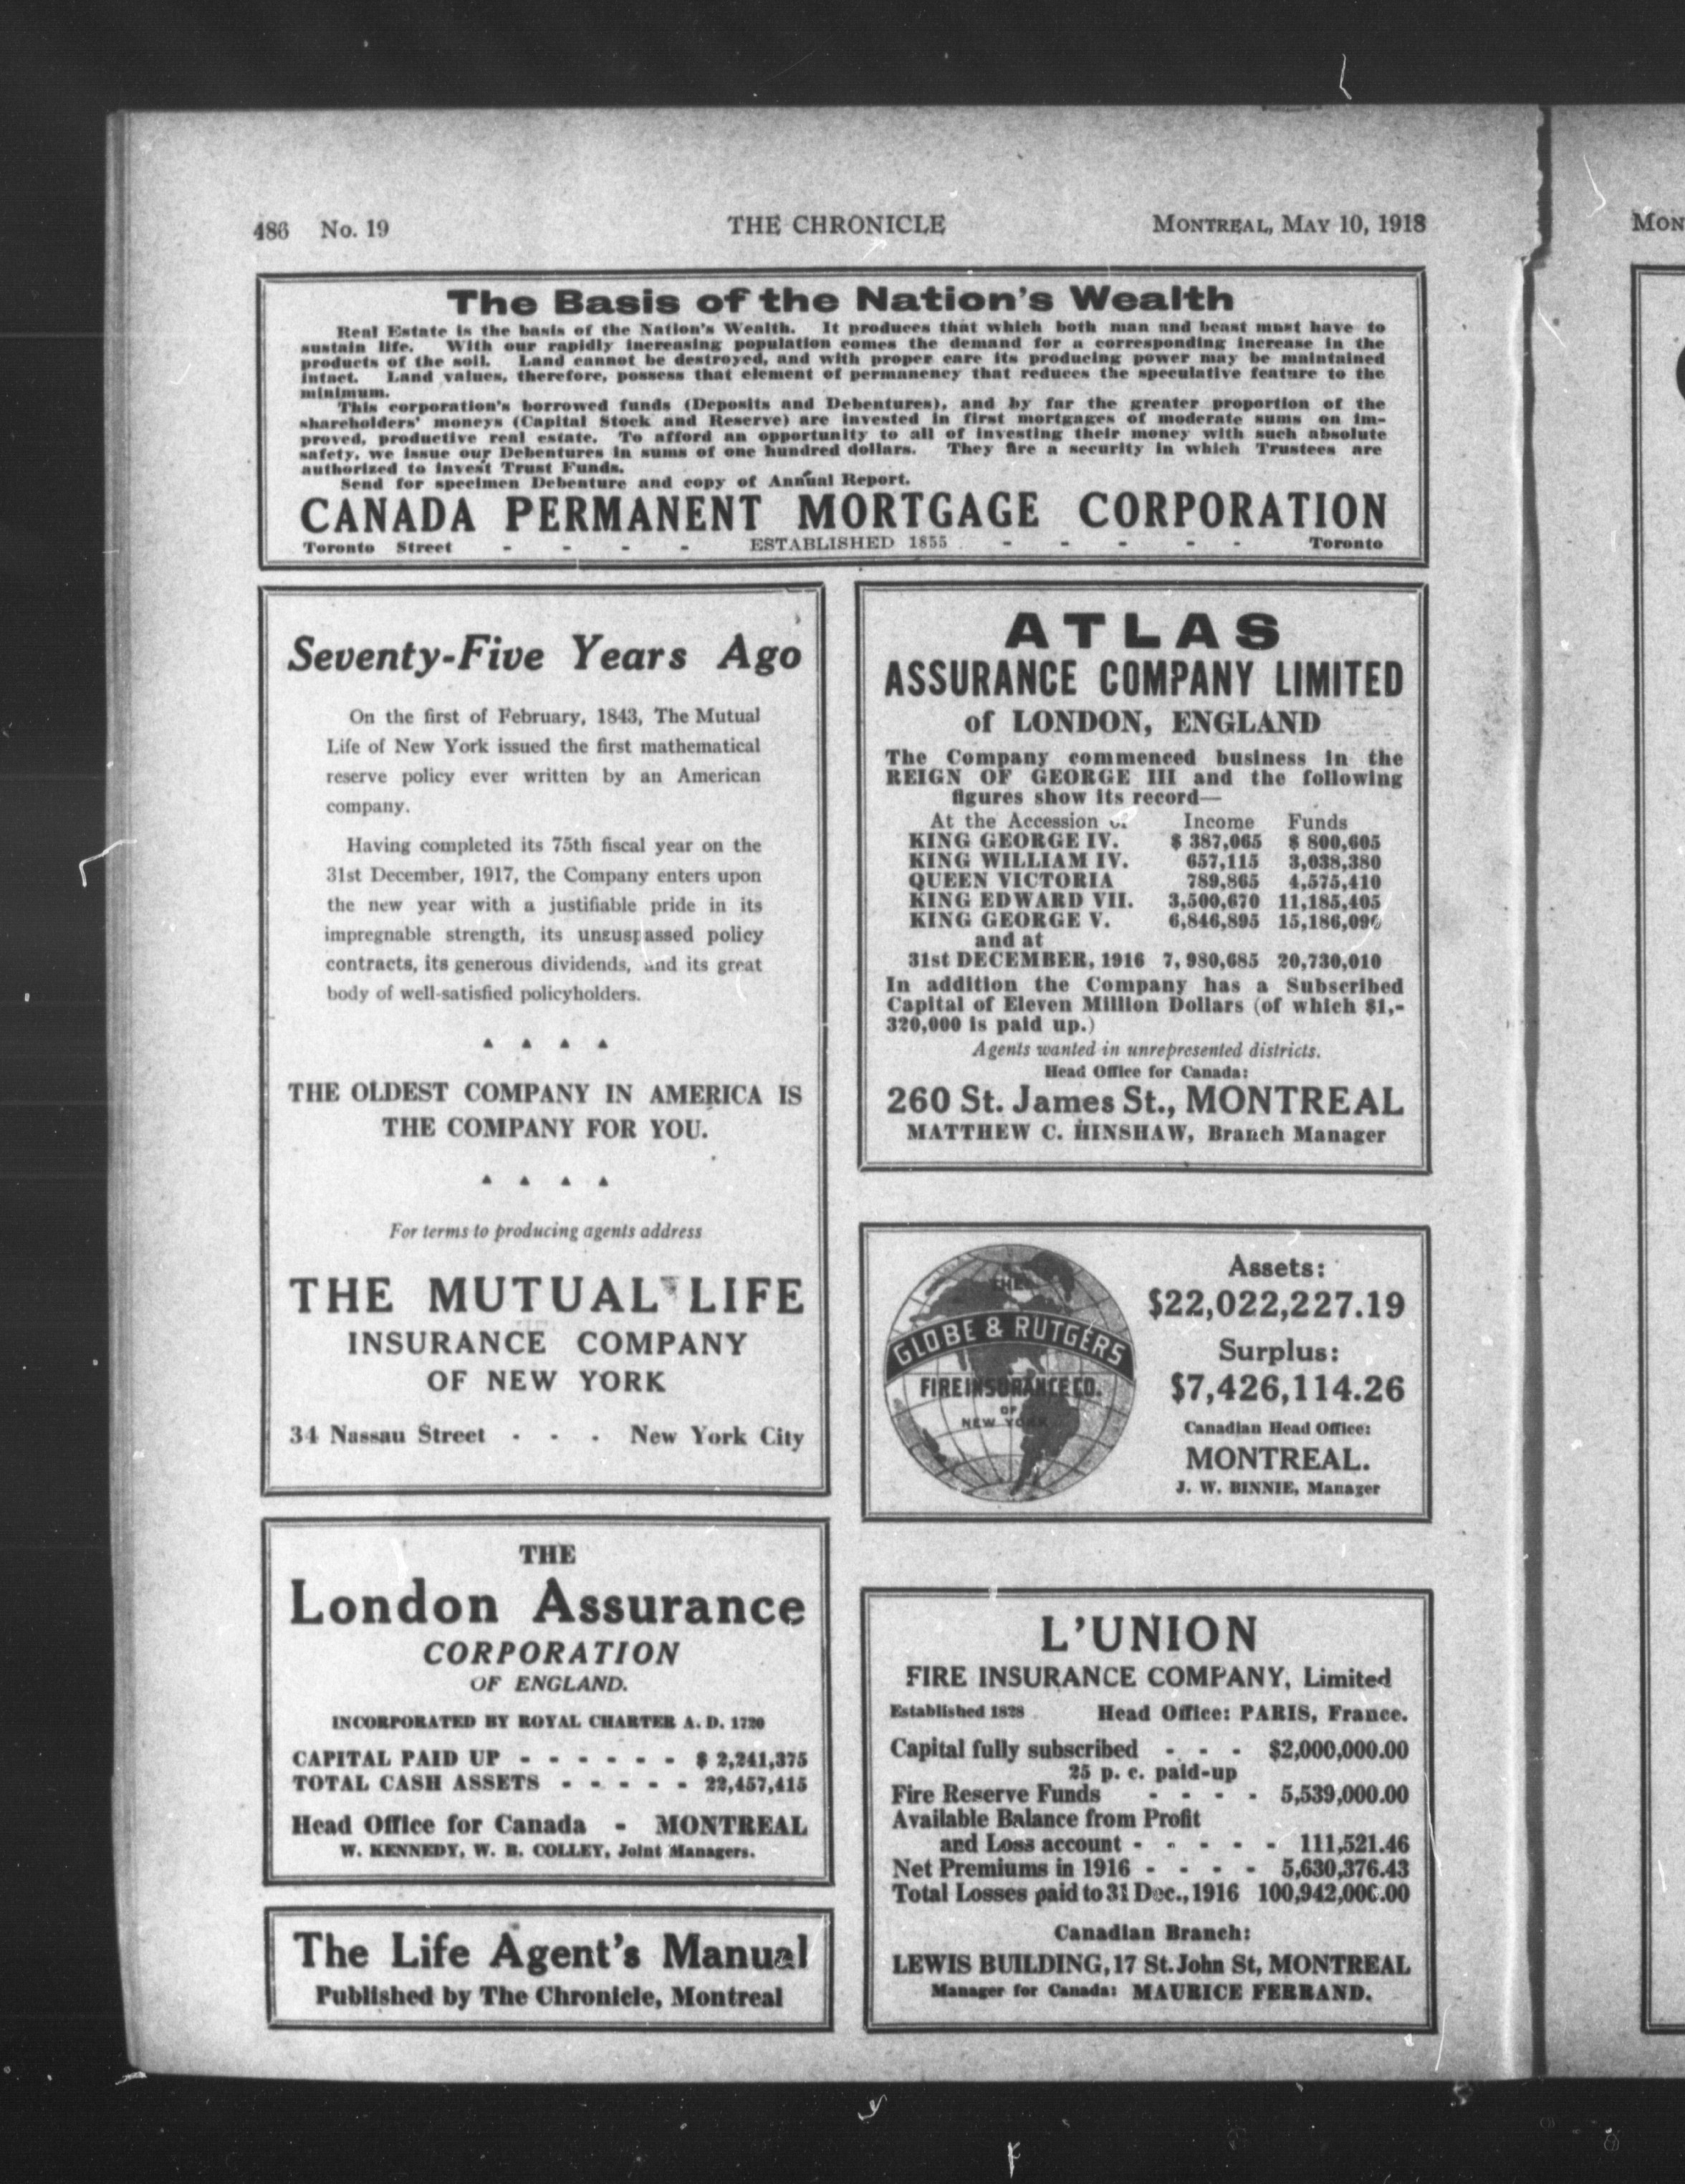 486 No. 19
THE CHRONICLE
MONTREAL, MAY 10, 1918
The Basis of the Nation's Wealth
Real Estate is the basis of the Nation's Wealth. It produces that which both man and beast must have to
sustain life. With our rapidly increasing population comes the demand for a corresponding increase in the
products of the soil. Land cannot be destroyed, and with proper care its producing power may be maintained
intact. Land values, therefore, possess that element of permanency that reduces the speculative feature to the
minimum.
This corporation's borrowed funds (Deposits and Debentures), and by far the greater proportion of the
shareholders' moneys (Capital Stock and Reserve) are invested in first mortgages of moderate sums on im-
proved, productive real estate. To afford an opportunity to all of investing their money with such absolute
safety, we issue our Debentures in sums of one hundred dollars. They are a security in which Trustees are
authorized to invest Trust Funds.
Send for specimen Debenture and copy of Annual Report.
CANADA PERMANENT MORTGAGE CORPORATION
Toronto Street - - - - ESTABLISHED 1855 - - - - - Toronto
Seventy-Five Years Ago
On the first of February, 1843, The Mutual
Life of New York issued the first mathematical
reserve policy ever written by an American
company.
Having completed its 75th fiscal year on the
31st December, 1917, the Company enters upon
the new year with a justifiable pride in its
impregnable strength, its unsuspassed policy
contracts, its generous dividends, and its great
body of well-satisfied policyholders.
THE OLDEST COMPANY IN AMERICA IS
THE COMPANY FOR YOU.
For terms to producing agents address
THE MUTUAL LIFE
INSURANCE COMPANY
OF NEW YORK
34 Nassau Street - - - New York City
THE
London Assurance
CORPORATION
OF ENGLAND.
INCORPORATED BY ROYAL CHARTER A. D. 1720
CAPITAL PAID UP - - - - - - $ 2,241,375
TOTAL CASH ASSETS - - - - - 22,457,415
Head Office for Canada - MONTREAL
W. KENNEDY, W. B. COLLEY, Joint Managers.
The Life Agent's Manual
Published by The Chronicle, Montreal
ATLAS
ASSURANCE COMPANY LIMITED
of LONDON, ENGLAND
The Company commenced business in the
REIGN OF GEORGE III and the following
figures show its record—
At the Accession of Income Funds
KING GEORGE IV. $ 387,065 $ 800,605
KING WILLIAM IV. 657,115 3,038,380
QUEEN VICTORIA 789,865 4,575,410
KING EDWARD VII. 3,500,670 11,185,405
KING GEORGE V. 6,846,895 15,186,090
and at
31st DECEMBER, 1916 7,980,685 20,730,010
In addition the Company has a Subscribed
Capital of Eleven Million Dollars (of which $1,-
320,000 is paid up.)
Agents wanted in unrepresented districts.
Head Office for Canada:
260 St. James St., MONTREAL
MATTHEW C. HINSHAW, Branch Manager
THE
GLOBE & RUTGERS
FIRE INSURANCE CO.
OF
NEW YORK
Assets:
$22,022,227.19
Surplus:
$7,426,114.26
Canadian Head Office:
MONTREAL.
J. W. BINNIE, Manager
L'UNION
FIRE INSURANCE COMPANY, Limited
Established 1828 Head Office: PARIS, France.
Capital fully subscribed - - - $2,000,000.00
25 p. c. paid-up
Fire Reserve Funds - - - - 5,539,000.00
Available Balance from Profit
and Loss account - - - - - 111,521.46
Net Premiums in 1916 - - - - 5,630,376.43
Total Losses paid to 31 Dec., 1916 100,942,000.00
Canadian Branch:
LEWIS BUILDING, 17 St. John St, MONTREAL
Manager for Canada: MAURICE FERRAND.
MON